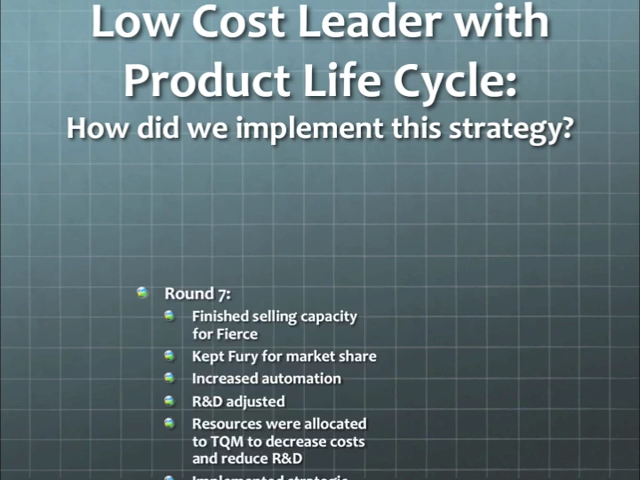 Low Cost Leader with
Product Life Cycle:
How did we implement this strategy?
Round 7:
Finished selling capacity
for Fierce
Kept Fury for market share
Increased automation
R&D adjusted
Resources were allocated
to TQM to decrease costs
and reduce R&D
Implemented strategic